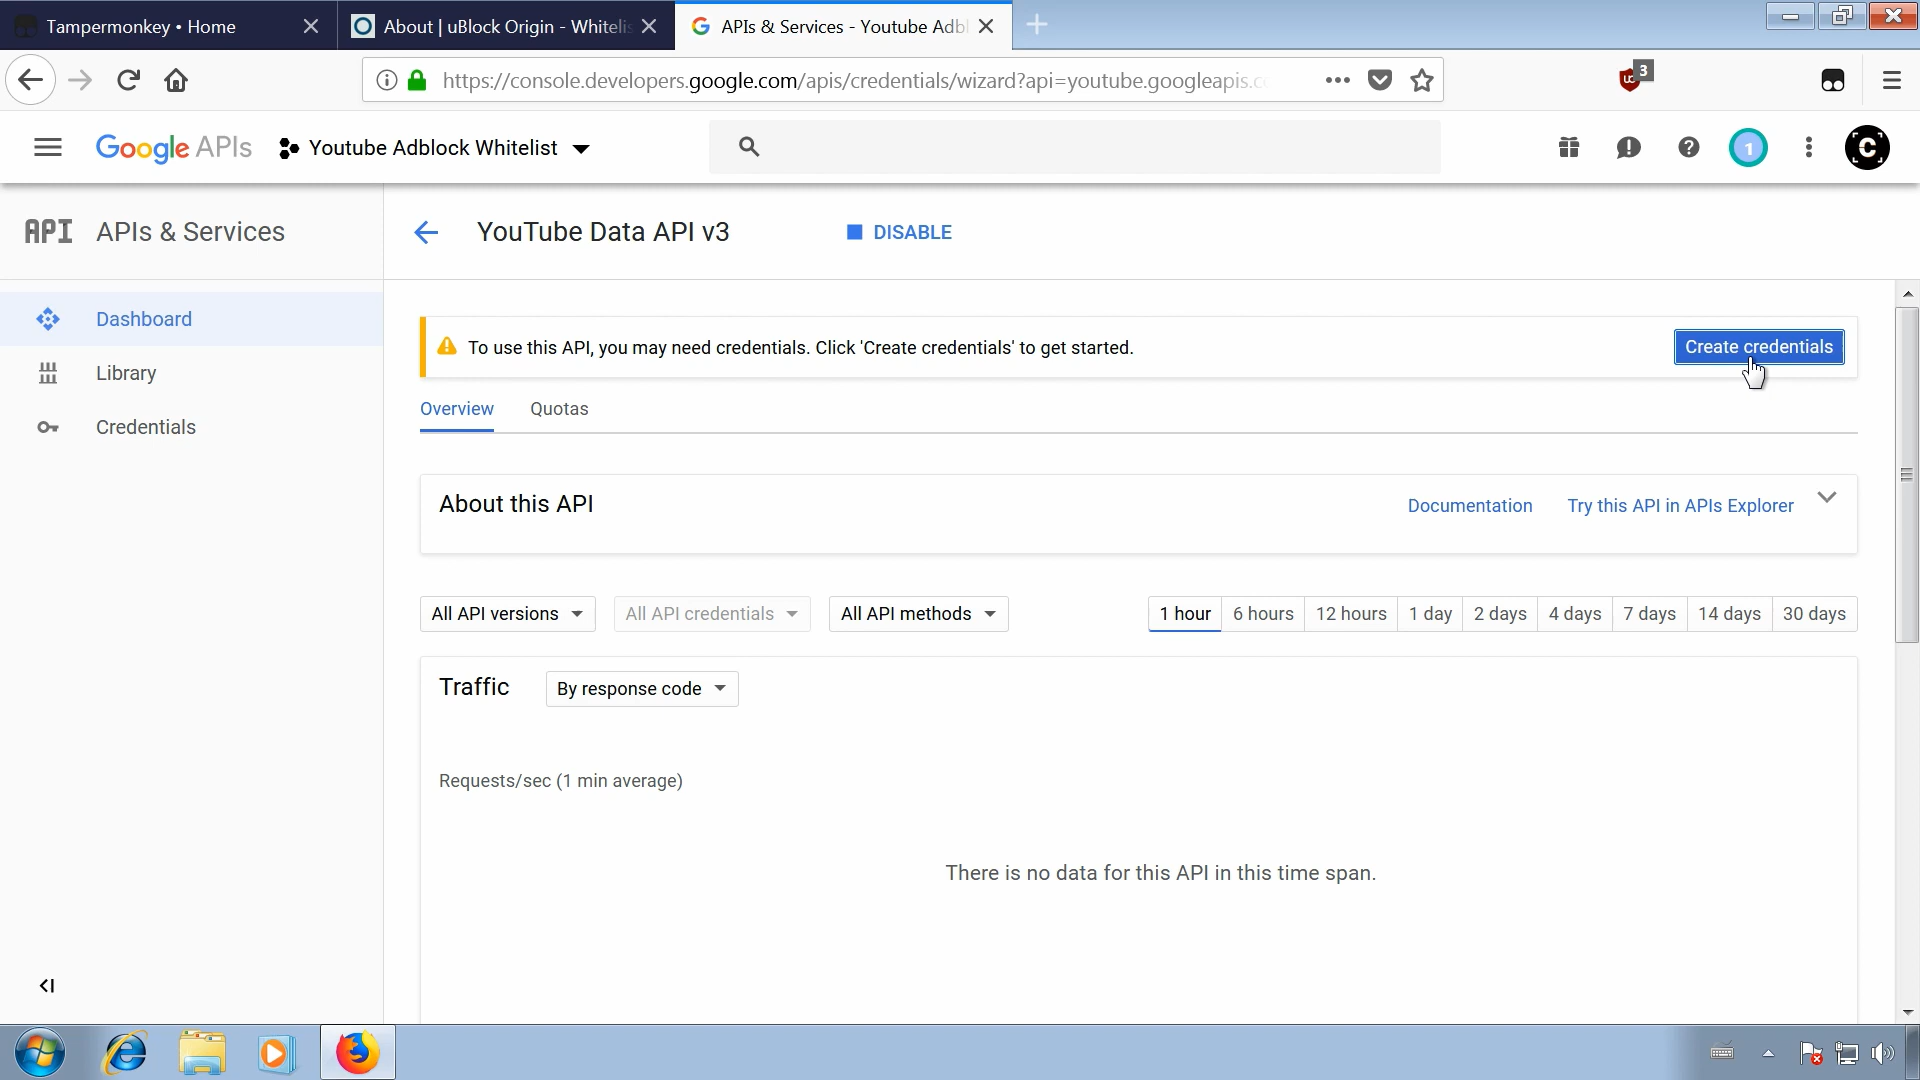 Tampermonkey • Home
About | uBlock Origin - Whitelis
APIs & Services - Youtube Adbl
https://console.developers.google.com/apis/credentials/wizard?api=youtube.googleapis.c
3
Google APIs
Youtube Adblock Whitelist
1
C
API APIs & Services
YouTube Data API v3
DISABLE
Dashboard
Library
Credentials
To use this API, you may need credentials. Click 'Create credentials' to get started.
Create credentials
Overview
Quotas
About this API
Documentation
Try this API in APIs Explorer
All API versions
All API credentials
All API methods
1 hour
6 hours
12 hours
1 day
2 days
4 days
7 days
14 days
30 days
Traffic
By response code
Requests/sec (1 min average)
There is no data for this API in this time span.